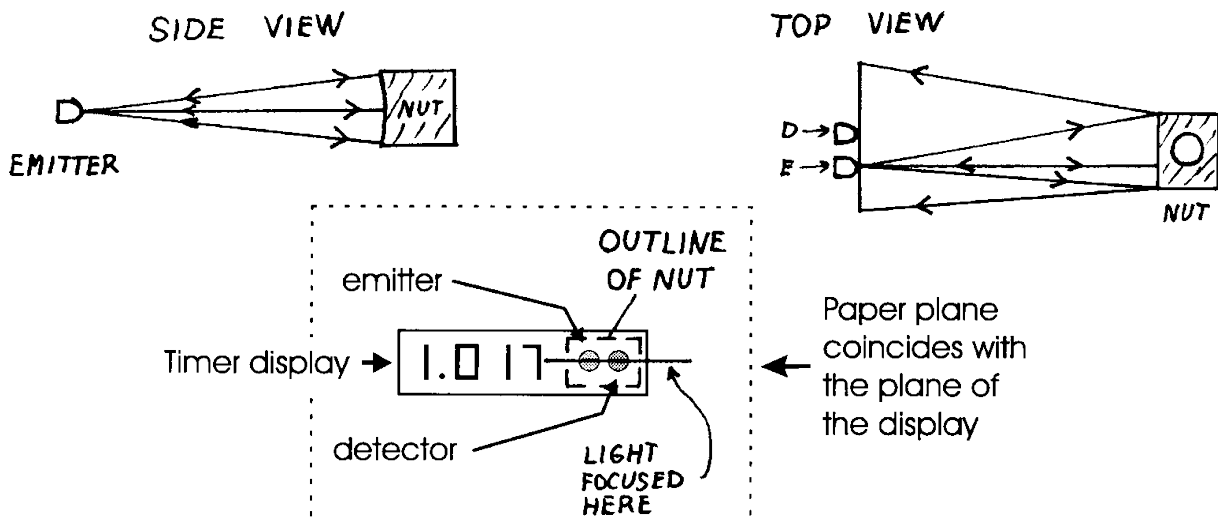 SIDE VIEW
TOP VIEW
NUT
EMITTER
D
E
NUT
OUTLINE
OF NUT
emitter
Timer display
1.017
Paper plane
coincides with
the plane of
the display
detector
LIGHT
FOCUSED
HERE